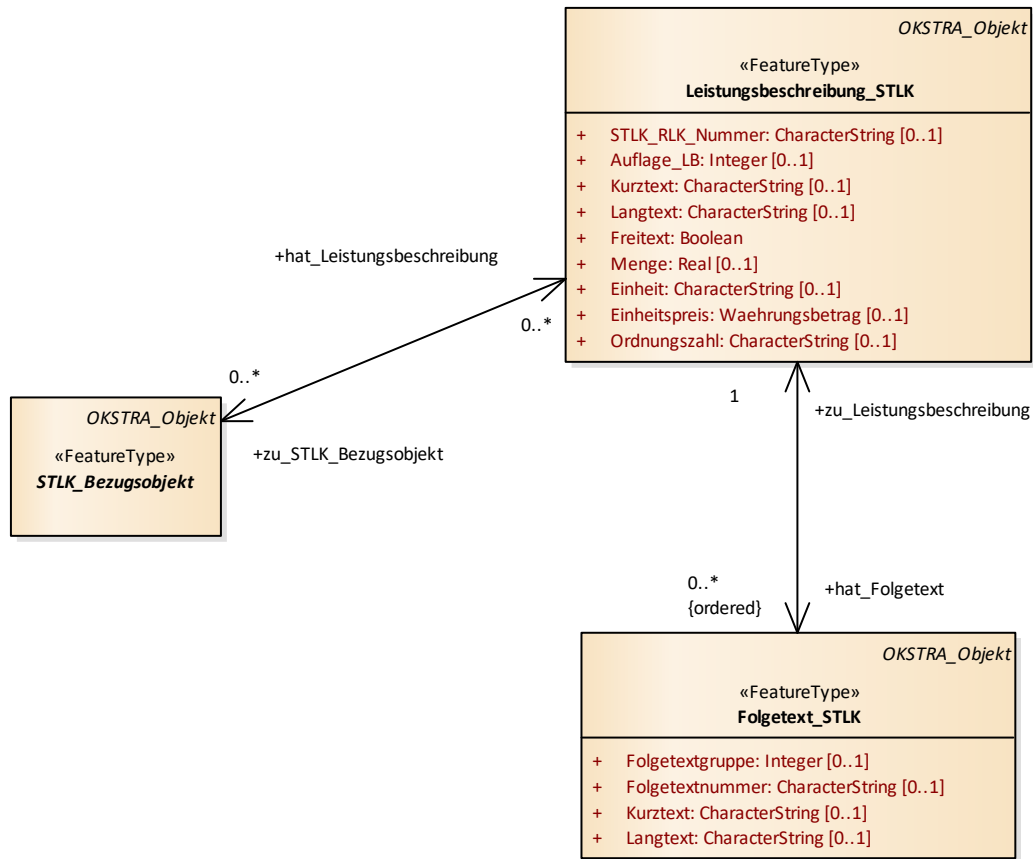 OKSTRA_Objekt
«FeatureType»
Leistungsbeschreibung_STLK
+ STLK_RLK_Nummer: CharacterString [0..1]
+ Auflage_LB: Integer [0..1]
+ Kurztext: CharacterString [0..1]
+ Langtext: CharacterString [0..1]
+ Freitext: Boolean
+ Menge: Real [0..1]
+ Einheit: CharacterString [0..1]
+ Einheitspreis: Waehrungsbetrag [0..1]
+ Ordnungszahl: CharacterString [0..1]
+hat_Leistungsbeschreibung
0..*
0..*
+zu_STLK_Bezugsobjekt
OKSTRA_Objekt
«FeatureType»
STLK_Bezugsobjekt
1
+zu_Leistungsbeschreibung
0..*
{ordered}
+hat_Folgetext
OKSTRA_Objekt
«FeatureType»
Folgetext_STLK
+ Folgetextgruppe: Integer [0..1]
+ Folgetextnummer: CharacterString [0..1]
+ Kurztext: CharacterString [0..1]
+ Langtext: CharacterString [0..1]